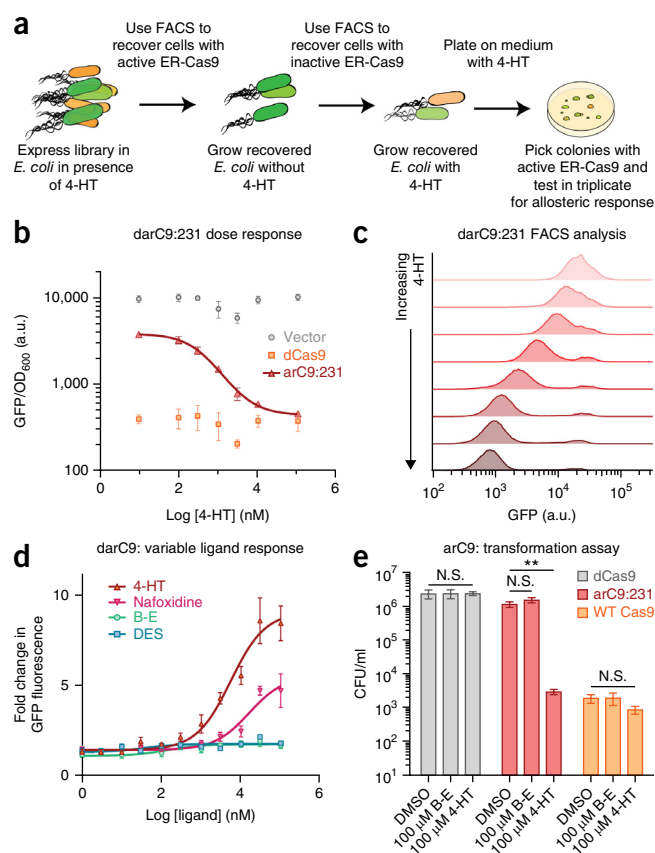 a
Use FACS to
recover cells with
active ER-Cas9
Use FACS to
recover cells with
inactive ER-Cas9
Plate on medium
with 4-HT
Express library in
E. coli in presence
of 4-HT
Grow recovered
E. coli without
4-HT
Grow recovered
E. coli with
4-HT
Pick colonies with
active ER-Cas9 and
test in triplicate
for allosteric response
b
darC9:231 dose response
GFP/OD600 (a.u.)
10,000
1,000
100
Vector
dCas9
arC9:231
0 2 4 6
Log [4-HT] (nM)
c
darC9:231 FACS analysis
Increasing
4-HT
10² 10³ 10⁴ 10⁵
GFP (a.u.)
d
darC9: variable ligand response
Fold change in
GFP fluorescence
10
5
0
4-HT
Nafoxidine
B-E
DES
0 2 4 6
Log [ligand] (nM)
e
arC9: transformation assay
CFU/ml
10⁷
10⁶
10⁵
10⁴
10³
10²
10¹
N.S.
**
N.S.
N.S.
dCas9
arC9:231
WT Cas9
DMSO
100 μM B-E
100 μM 4-HT
DMSO
100 μM B-E
100 μM 4-HT
DMSO
100 μM B-E
100 μM 4-HT